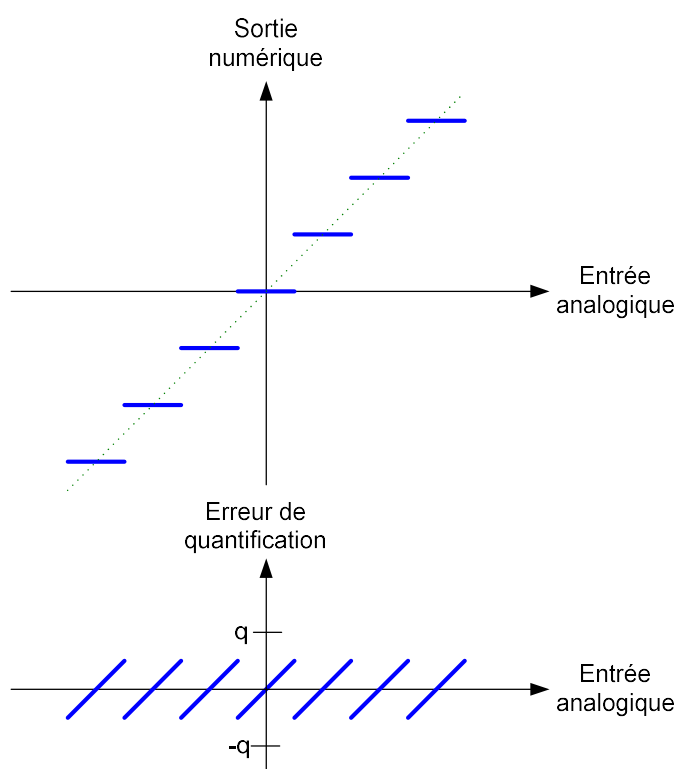 Sortie
numérique
Entrée
analogique
Erreur de
quantification
q
Entrée
analogique
-q